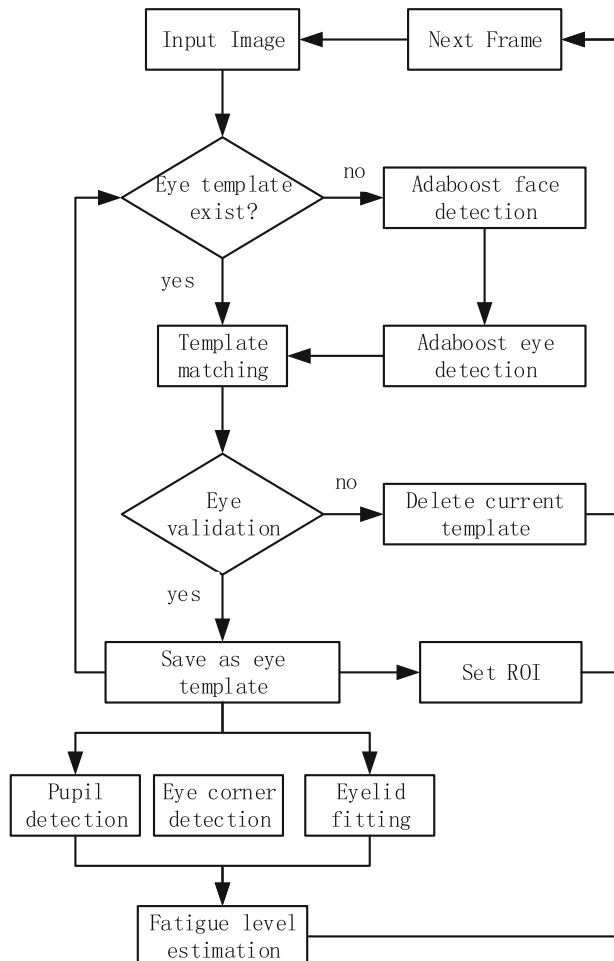 Input Image
Next Frame
Eye template
exist?
no
Adaboost face
detection
yes
Template
matching
Adaboost eye
detection
Eye
validation
no
Delete current
template
yes
Save as eye
template
Set ROI
Pupil
detection
Eye corner
detection
Eyelid
fitting
Fatigue level
estimation